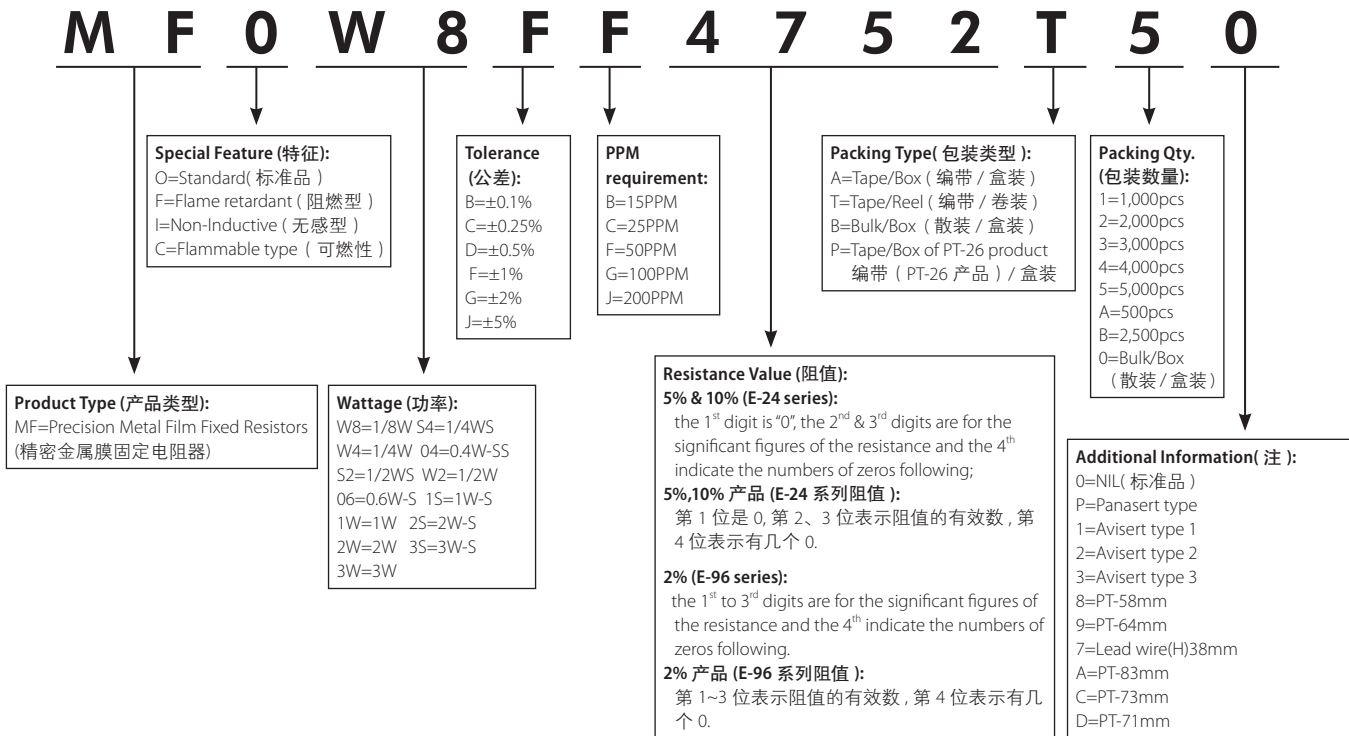 M F 0 W 8 F F 4 7 5 2 T 5 0
Special Feature (特征):
O=Standard( 标准品 )
F=Flame retardant ( 阻燃型 )
I=Non-Inductive ( 无感型 )
C=Flammable type ( 可燃性 )
Tolerance
(公差):
B=±0.1%
C=±0.25%
D=±0.5%
F=±1%
G=±2%
J=±5%
PPM
requirement:
B=15PPM
C=25PPM
F=50PPM
G=100PPM
J=200PPM
Packing Type( 包装类型 ):
A=Tape/Box ( 编带 / 盒装 )
T=Tape/Reel ( 编带 / 卷装 )
B=Bulk/Box ( 散装 / 盒装 )
P=Tape/Box of PT-26 product
编带 ( PT-26 产品 ) / 盒装
Packing Qty.
(包装数量):
1=1,000pcs
2=2,000pcs
3=3,000pcs
4=4,000pcs
5=5,000pcs
A=500pcs
B=2,500pcs
0=Bulk/Box
( 散装 / 盒装 )
Product Type (产品类型):
MF=Precision Metal Film Fixed Resistors
(精密金属膜固定电阻器)
Wattage (功率):
W8=1/8W S4=1/4WS
W4=1/4W 04=0.4W-SS
S2=1/2WS W2=1/2W
06=0.6W-S 1S=1W-S
1W=1W 2S=2W-S
2W=2W 3S=3W-S
3W=3W
Resistance Value (阻值):
5% & 10% (E-24 series):
the 1st digit is “0”, the 2nd & 3rd digits are for the
significant figures of the resistance and the 4th
indicate the numbers of zeros following;
5%,10% 产品 (E-24 系列阻值 ):
第 1 位是 0, 第 2、3 位表示阻值的有效数 , 第
4 位表示有几个 0.
2% (E-96 series):
the 1st to 3rd digits are for the significant figures of
the resistance and the 4th indicate the numbers of
zeros following.
2% 产品 (E-96 系列阻值 ):
第 1~3 位表示阻值的有效数 , 第 4 位表示有几
个 0.
Additional Information( 注 ):
0=NIL( 标准品 )
P=Panasert type
1=Avisert type 1
2=Avisert type 2
3=Avisert type 3
8=PT-58mm
9=PT-64mm
7=Lead wire(H)38mm
A=PT-83mm
C=PT-73mm
D=PT-71mm